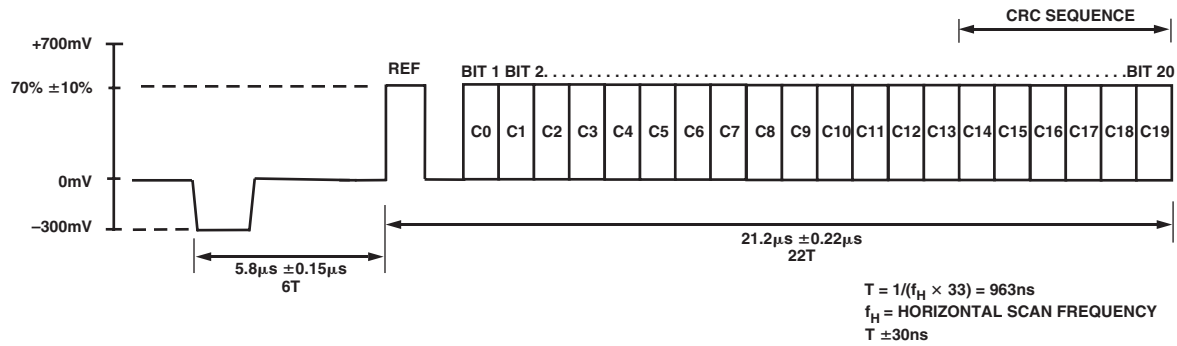 CRC SEQUENCE
+700mV
REF
BIT 1 BIT 2. . . . . . . . . . . . . . . . . . . . . . . . . . . . . . . . . . . . . . . . . . . . . . . . . . . . . . . . . . . . . . . . . . . . . .BIT 20
70% ±10%
C0 C1 C2 C3 C4 C5 C6 C7 C8 C9 C10 C11 C12 C13 C14 C15 C16 C17 C18 C19
0mV
–300mV
21.2μs ±0.22μs
22T
5.8μs ±0.15μs
6T
T = 1/(fH × 33) = 963ns
fH = HORIZONTAL SCAN FREQUENCY
T ±30ns